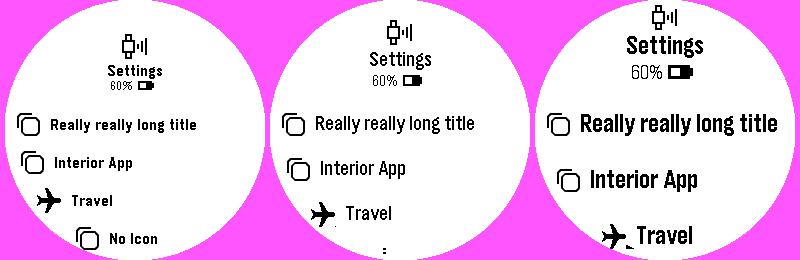 Settings
60%
Really really long title
Interior App
Travel
No Icon
Settings
60%
Really really long title
Interior App
Travel
Settings
60%
Really really long title
Interior App
Travel